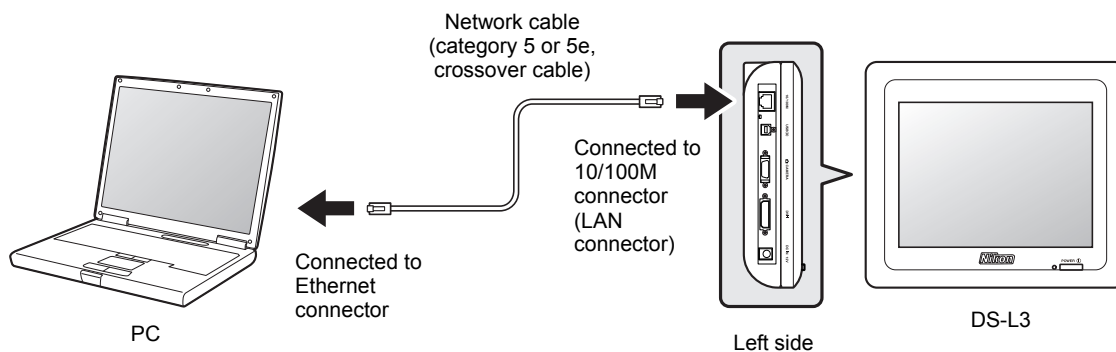 Network cable
(category 5 or 5e,
crossover cable)
Connected to
10/100M
connector
(LAN
connector)
Connected to
Ethernet
connector
PC
Left side
Nikon
POWER
DS-L3